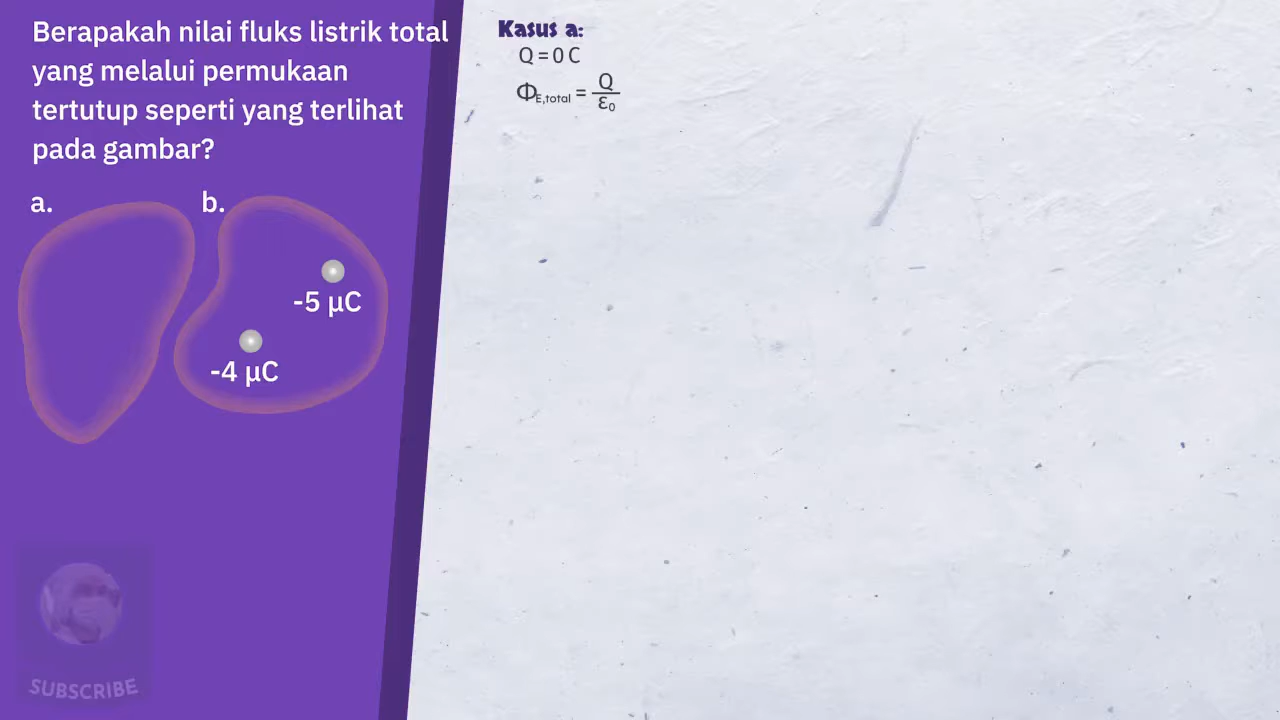 Berapakah nilai fluks listrik total
yang melalui permukaan
tertutup seperti yang terlihat
pada gambar?
a.
b.
-5 µC
-4 µC
SUBSCRIBE
Kasus a:
Q = 0 C
Φ_E,total = Q/ε₀